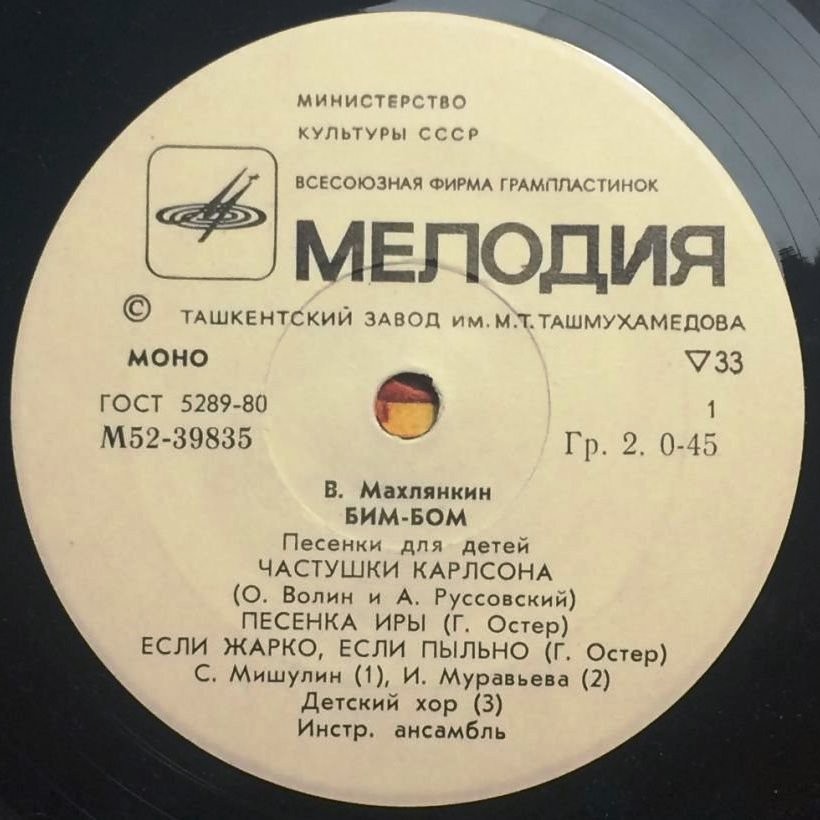 МИНИСТЕРСТВО
КУЛЬТУРЫ СССР
ВСЕСОЮЗНАЯ ФИРМА ГРАМПЛАСТИНОК
МЕЛОДИЯ
© ТАШКЕНТСКИЙ ЗАВОД ИМ. М.Т. ТАШМУХАМЕДОВА
МОНО ▽33
ГОСТ 5289-80 1
М52-39835 Гр. 2. 0-45
В. Махлянкин
БИМ-БОМ
Песенки для детей
ЧАСТУШКИ КАРЛСОНА
(О. Волин и А. Руссовский)
ПЕСЕНКА ИРЫ (Г. Остер)
ЕСЛИ ЖАРКО, ЕСЛИ ПЫЛЬНО (Г. Остер)
С. Мишулин (1), И. Муравьева (2)
Детский хор (3)
Инстр. ансамбль